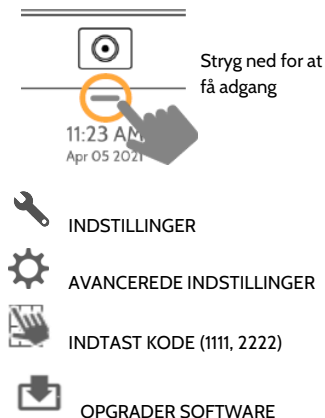 Stryg ned for at
få adgang
11:23 AM
Apr 05 2021
INDSTILLINGER
AVANCEREDE INDSTILLINGER
INDTAST KODE (1111, 2222)
OPGRADER SOFTWARE